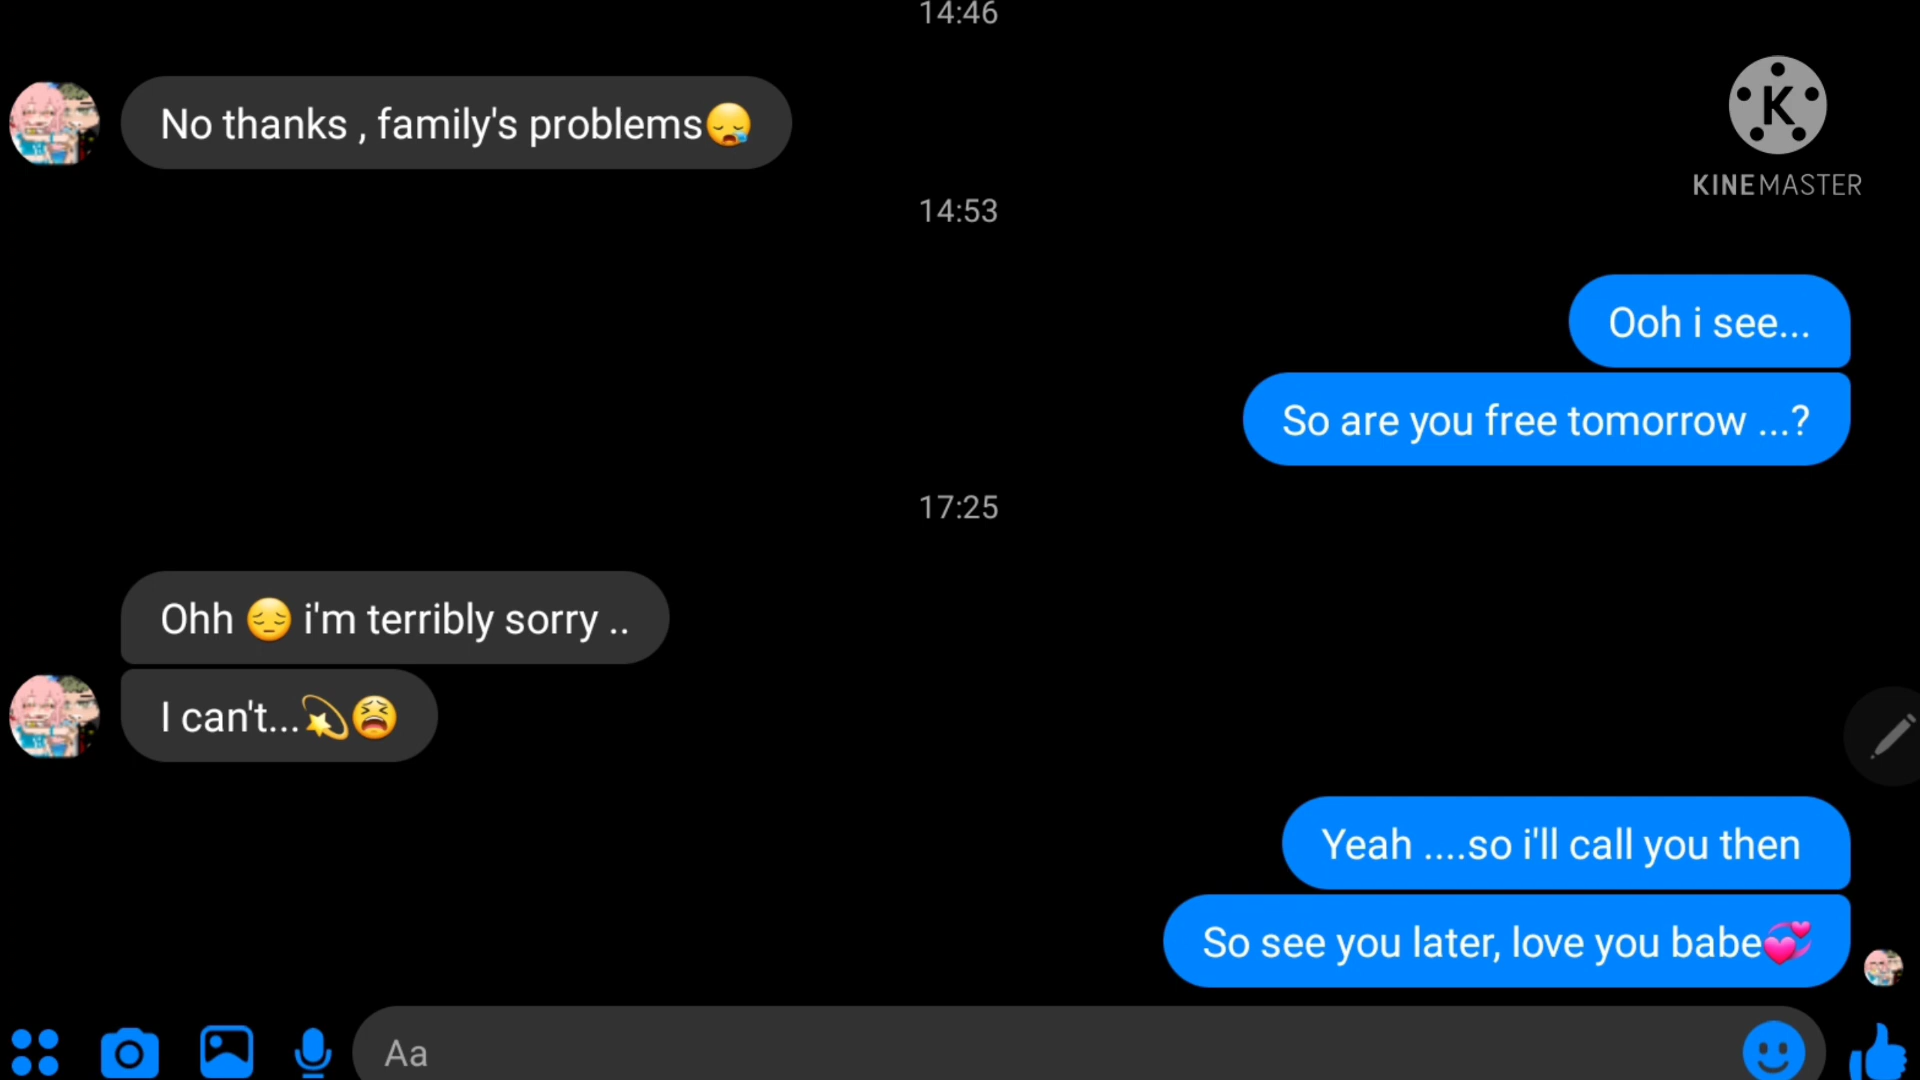 14:46
No thanks , family's problems😪
KINEMASTER
14:53
Ooh i see...
So are you free tomorrow ...?
17:25
Ohh 😔 i'm terribly sorry ..
I can't...💫😫
Yeah ....so i'll call you then
So see you later, love you babe💞
Aa